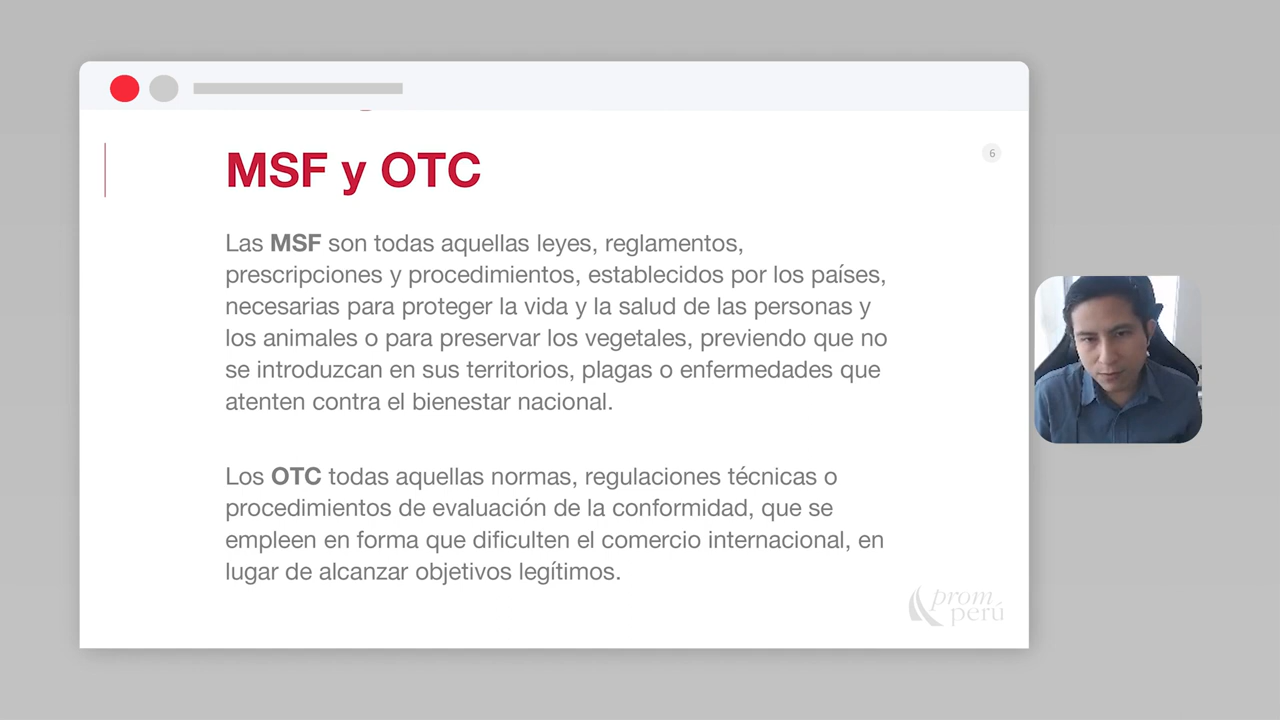 MSF y OTC
6
Las MSF son todas aquellas leyes, reglamentos,
prescripciones y procedimientos, establecidos por los países,
necesarias para proteger la vida y la salud de las personas y
los animales o para preservar los vegetales, previendo que no
se introduzcan en sus territorios, plagas o enfermedades que
atenten contra el bienestar nacional.
Los OTC todas aquellas normas, regulaciones técnicas o
procedimientos de evaluación de la conformidad, que se
empleen en forma que dificulten el comercio internacional, en
lugar de alcanzar objetivos legítimos.
prom
perú